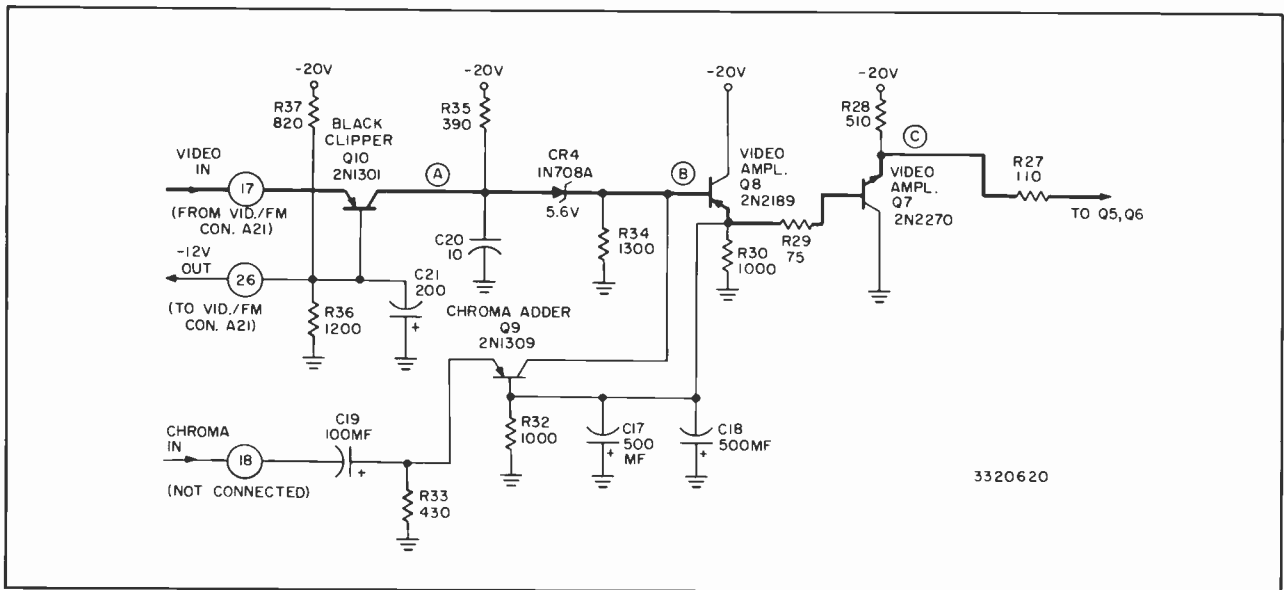 -20V
-20V
-20V
-20V
R37
820
BLACK
CLIPPER
Q10
2N1301
R35
390
R28
510
VIDEO
IN
17
(FROM VID./FM
CON. A21)
A
CR4
1N708A
5.6V
B
VIDEO
AMPL.
Q8
2N2189
C
VIDEO
AMPL.
Q7
2N2270
R27
110
TO Q5, Q6
-12V
OUT
26
(TO VID./FM
CON. A21)
C20
10
R34
1300
R30
1000
R29
75
R36
1200
C21
200
+
CHROMA ADDER
Q9
2N1309
CHROMA
IN
18
(NOT CONNECTED)
C19
100MF
+
R33
430
R32
1000
C17
500
MF
+
C18
500MF
+
3320620